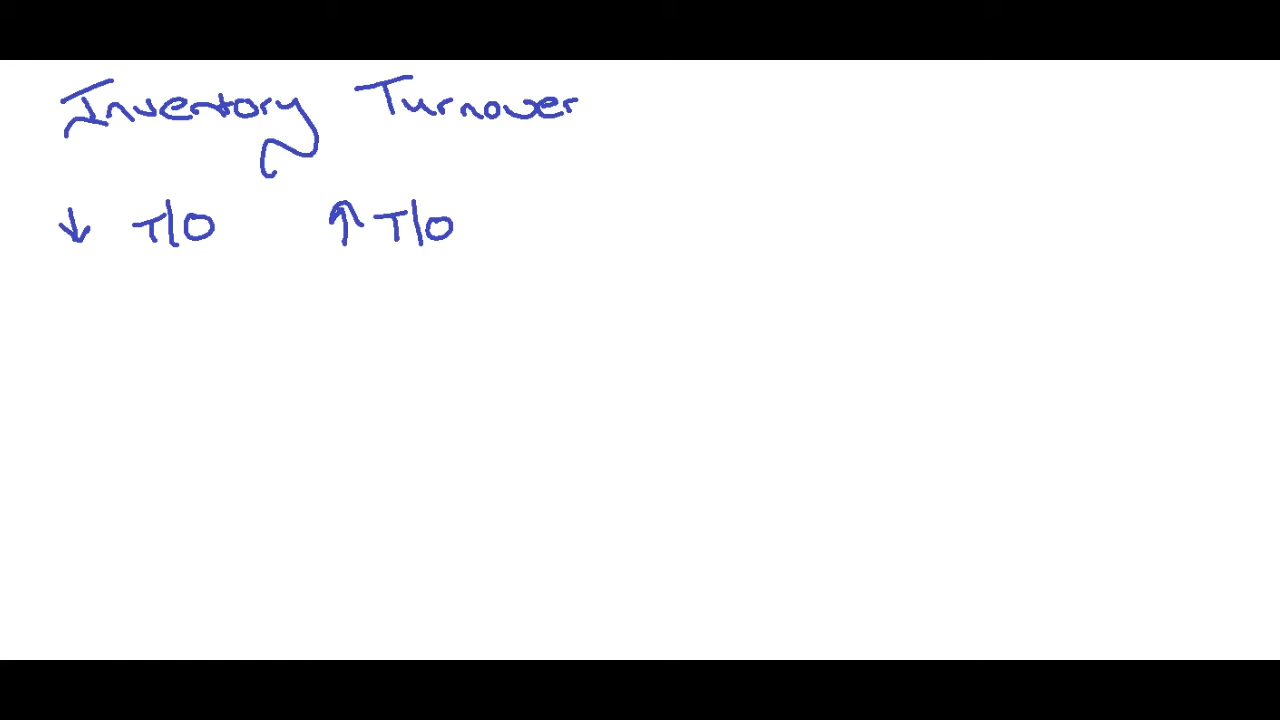 Inventory Turnover
↓ T/O ↑ T/O